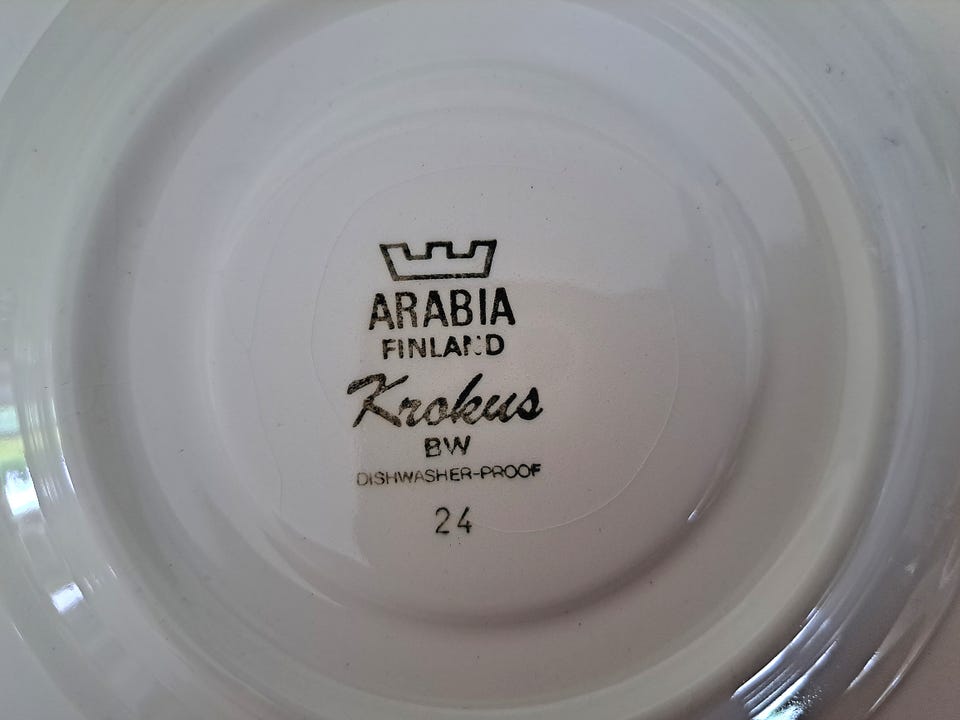 ARABIA
FINLAND
Krokus
BW
DISHWASHER-PROOF
24